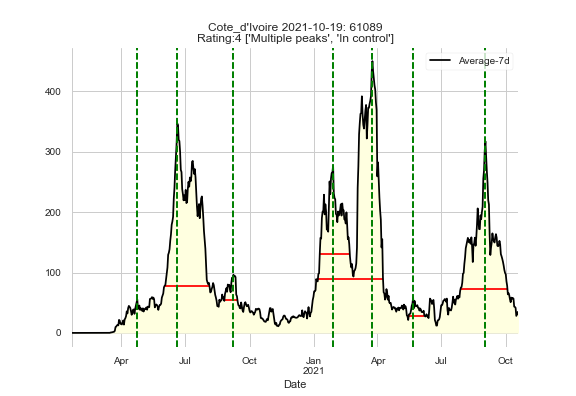 Cote_d'Ivoire 2021-10-19: 61089
Rating:4 ['Multiple peaks', 'In control']
Average-7d
400
300
200
100
0
Apr
Jul
Oct
Jan
2021
Apr
Jul
Oct
Date